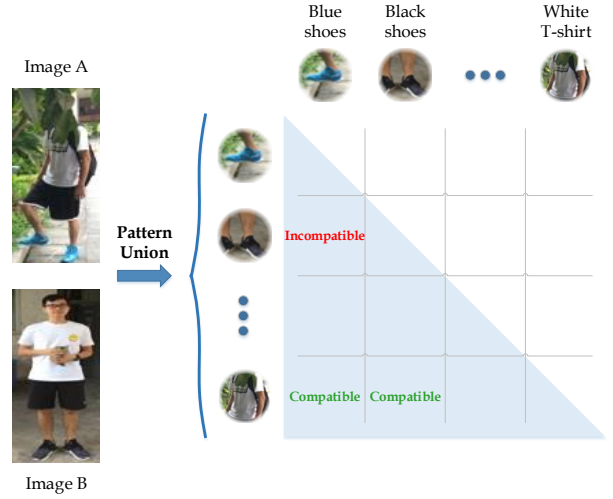 Blue
shoes
Black
shoes
White
T-shirt
Image A
Pattern
Union
Incompatible
Compatible
Compatible
Image B